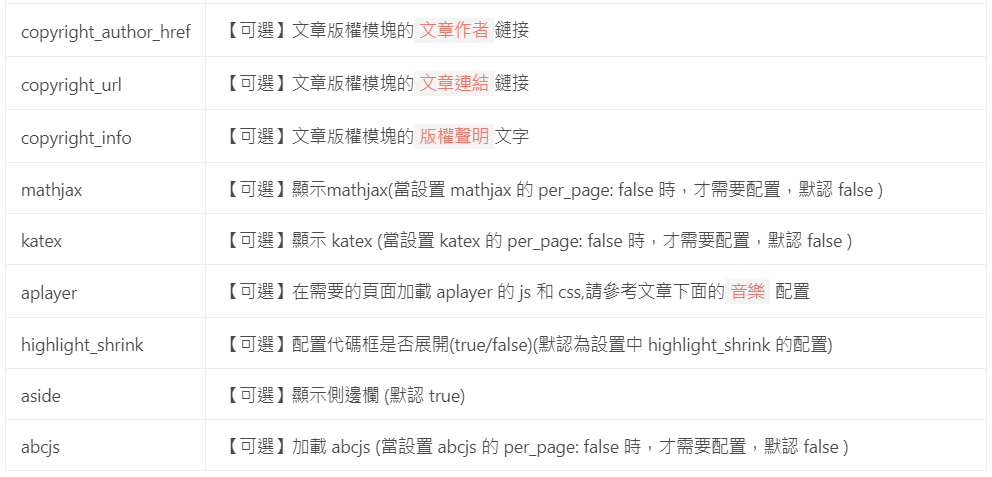 copyright_author_href 【可選】文章版權模塊的 文章作者 鏈接
copyright_url 【可選】文章版權模塊的 文章連結 鏈接
copyright_info 【可選】文章版權模塊的 版權聲明 文字
mathjax 【可選】顯示mathjax(當設置 mathjax 的 per_page: false 時，才需要配置，默認 false )
katex 【可選】顯示 katex (當設置 katex 的 per_page: false 時，才需要配置，默認 false )
aplayer 【可選】在需要的頁面加載 aplayer 的 js 和 css,請參考文章下面的 音樂 配置
highlight_shrink 【可選】配置代碼框是否展開(true/false)(默認為設置中 highlight_shrink 的配置)
aside 【可選】顯示側邊欄 (默認 true)
abcjs 【可選】加載 abcjs (當設置 abcjs 的 per_page: false 時，才需要配置，默認 false )